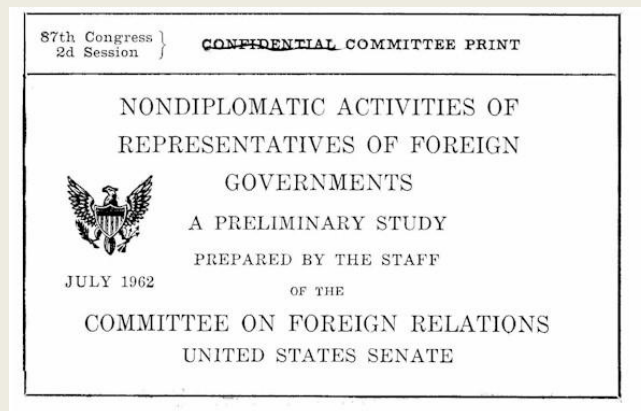 87th Congress
2d Session
CONFIDENTIAL COMMITTEE PRINT
NONDIPLOMATIC ACTIVITIES OF
REPRESENTATIVES OF FOREIGN
GOVERNMENTS
A PRELIMINARY STUDY
PREPARED BY THE STAFF
JULY 1962
OF THE
COMMITTEE ON FOREIGN RELATIONS
UNITED STATES SENATE